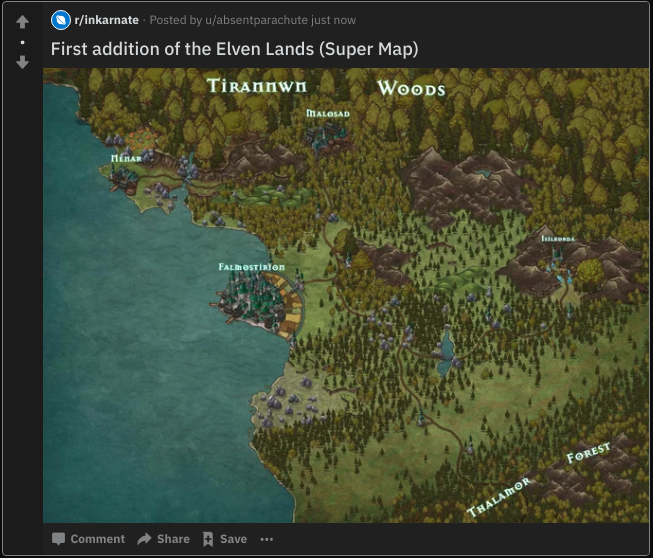 r/inkarnate · Posted by u/absentparachute just now
First addition of the Elven Lands (Super Map)
Tirannwn Woods
Malosad
Menar
Falmostirion
Thalamor Forest
Comment Share Save ···